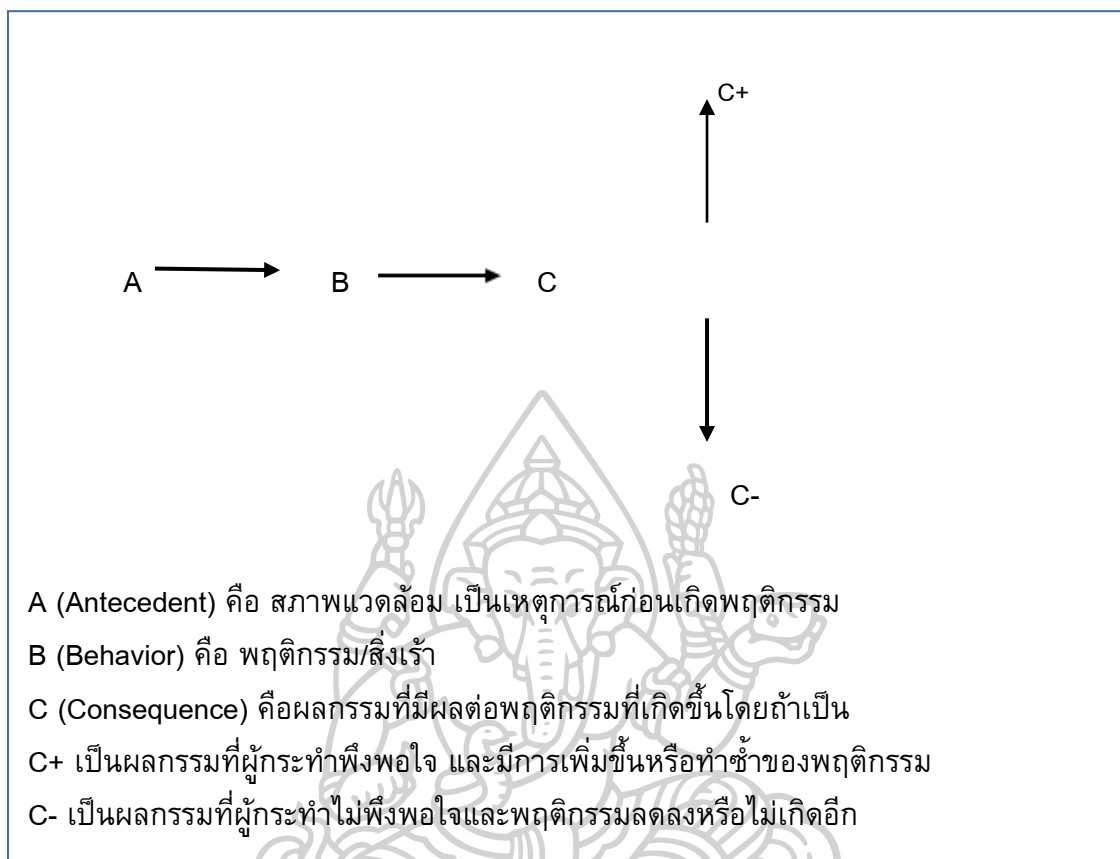 C+
A B C
C-
A (Antecedent) คือ สภาพแวดล้อม เป็นเหตุการณ์ก่อนเกิดพฤติกรรม
B (Behavior) คือ พฤติกรรม/สิ่งเร้า
C (Consequence) คือผลกรรมที่มีผลต่อพฤติกรรมที่เกิดขึ้นโดยถ้าเป็น
C+ เป็นผลกรรมที่ผู้กระทำพึงพอใจ และมีการเพิ่มขึ้นหรือทำซ้ำของพฤติกรรม
C- เป็นผลกรรมที่ผู้กระทำไม่พึงพอใจและพฤติกรรมลดลงหรือไม่เกิดอีก